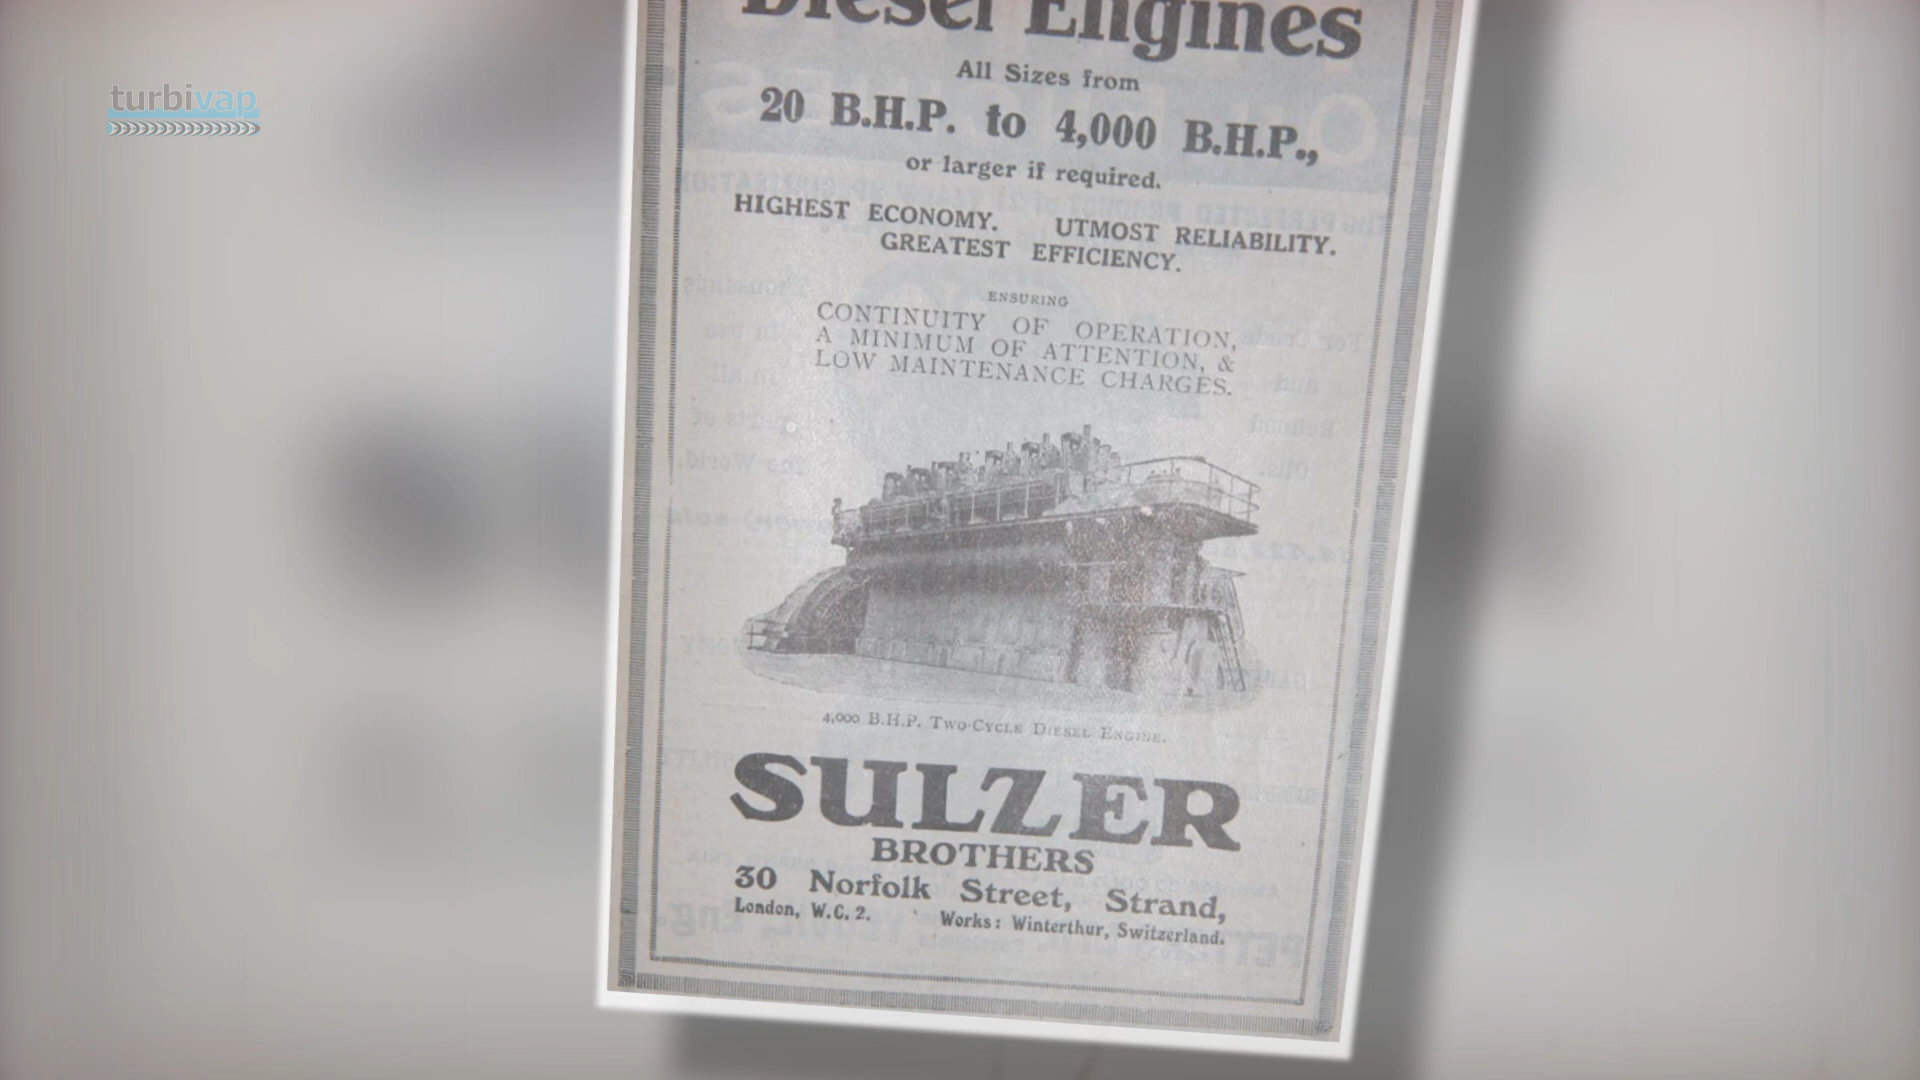 turbivap
Diesel Engines
All Sizes from
20 B.H.P. to 4,000 B.H.P.,
or larger if required.
HIGHEST ECONOMY. UTMOST RELIABILITY.
GREATEST EFFICIENCY.
ENSURING
CONTINUITY OF OPERATION,
A MINIMUM OF ATTENTION, &
LOW MAINTENANCE CHARGES.
4,000 B.H.P. TWO-CYCLE DIESEL ENGINE.
SULZER
BROTHERS
30 Norfolk Street, Strand,
London, W.C. 2. Works: Winterthur, Switzerland.